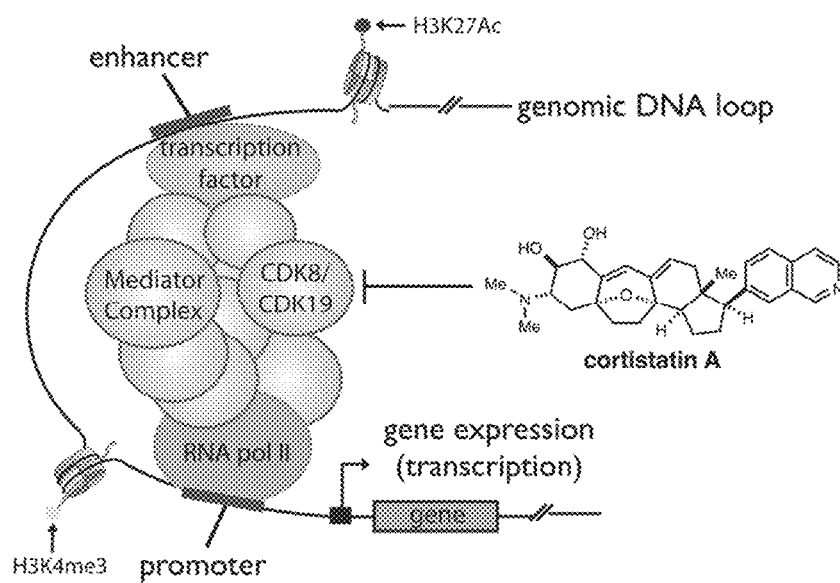 H3K27Ac
enhancer
genomic DNA loop
transcription
factor
OH
HO
Me
Me
N
Me
O
N
H
H
Mediator
Complex
CDK8/
CDK19
cortistatin A
RNA pol II
gene expression
(transcription)
gene
H3K4me3
promoter